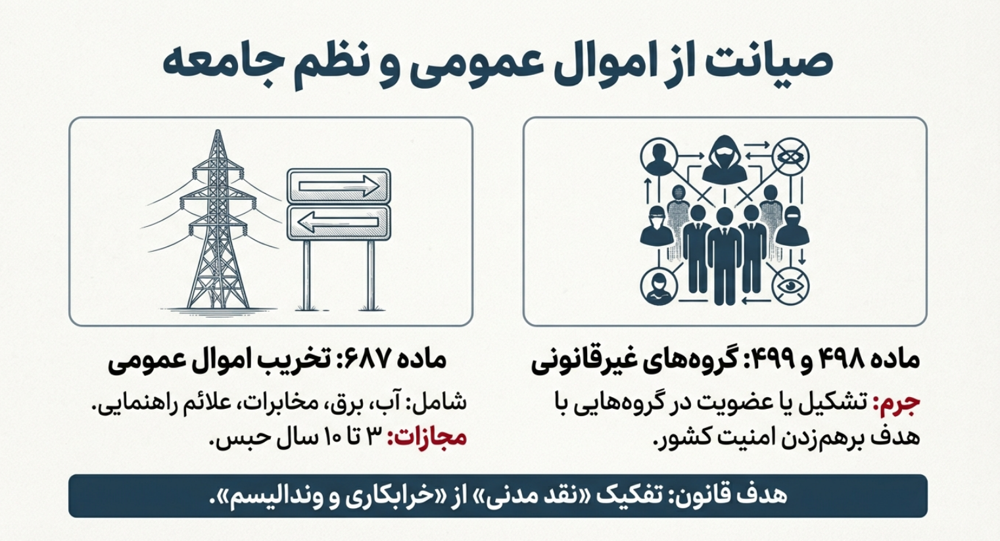 صیانت از اموال عمومی و نظم جامعه
ماده ۴۹۸ و ۴۹۹: گروه‌های غیرقانونی
جرم: تشکیل یا عضویت در گروه‌هایی با
هدف برهم‌زدن امنیت کشور.
ماده ۶۸۷: تخریب اموال عمومی
شامل: آب، برق، مخابرات، علائم راهنمایی.
مجازات: ۳ تا ۱۰ سال حبس.
هدف قانون: تفکیک «نقد مدنی» از «خرابکاری و وندالیسم».